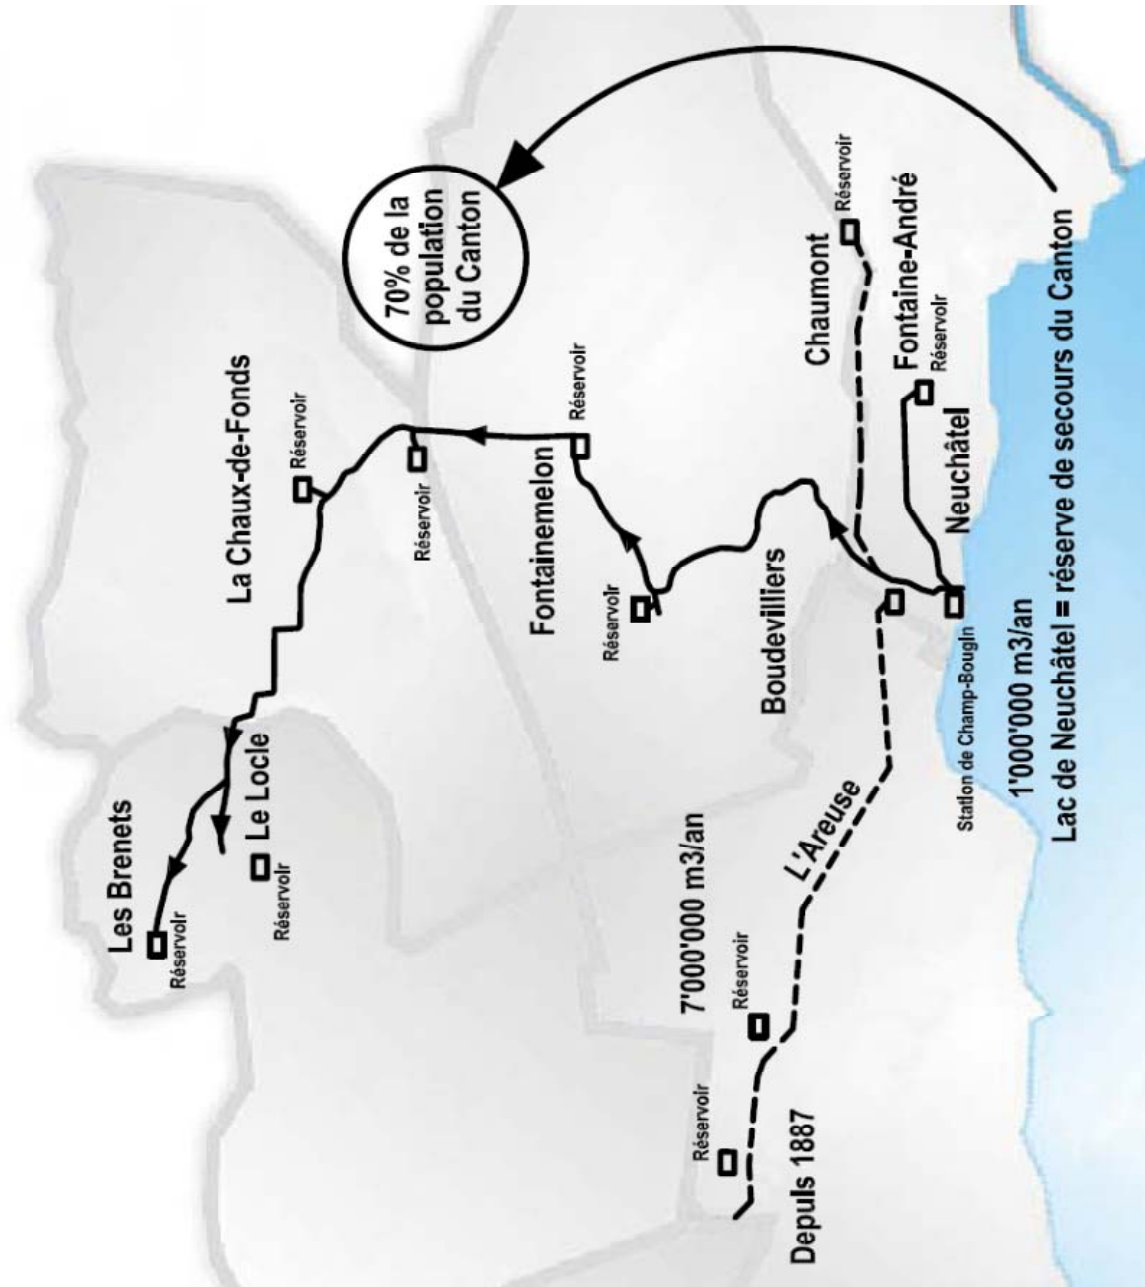 Les Brenets
Réservoir
La Chaux-de-Fonds
Réservoir
Le Locle
Réservoir
70% de la
population
du Canton
Réservoir
Fontainemelon
Réservoir
Réservoir
7'000'000 m3/an
Réservoir
Réservoir
Boudevilliers
Depuis 1887
L'Areuse
Chaumont
Réservoir
Fontaine-André
Réservoir
Neuchâtel
Station de Champ-Bougin
1'000'000 m3/an
Lac de Neuchâtel = réserve de secours du Canton